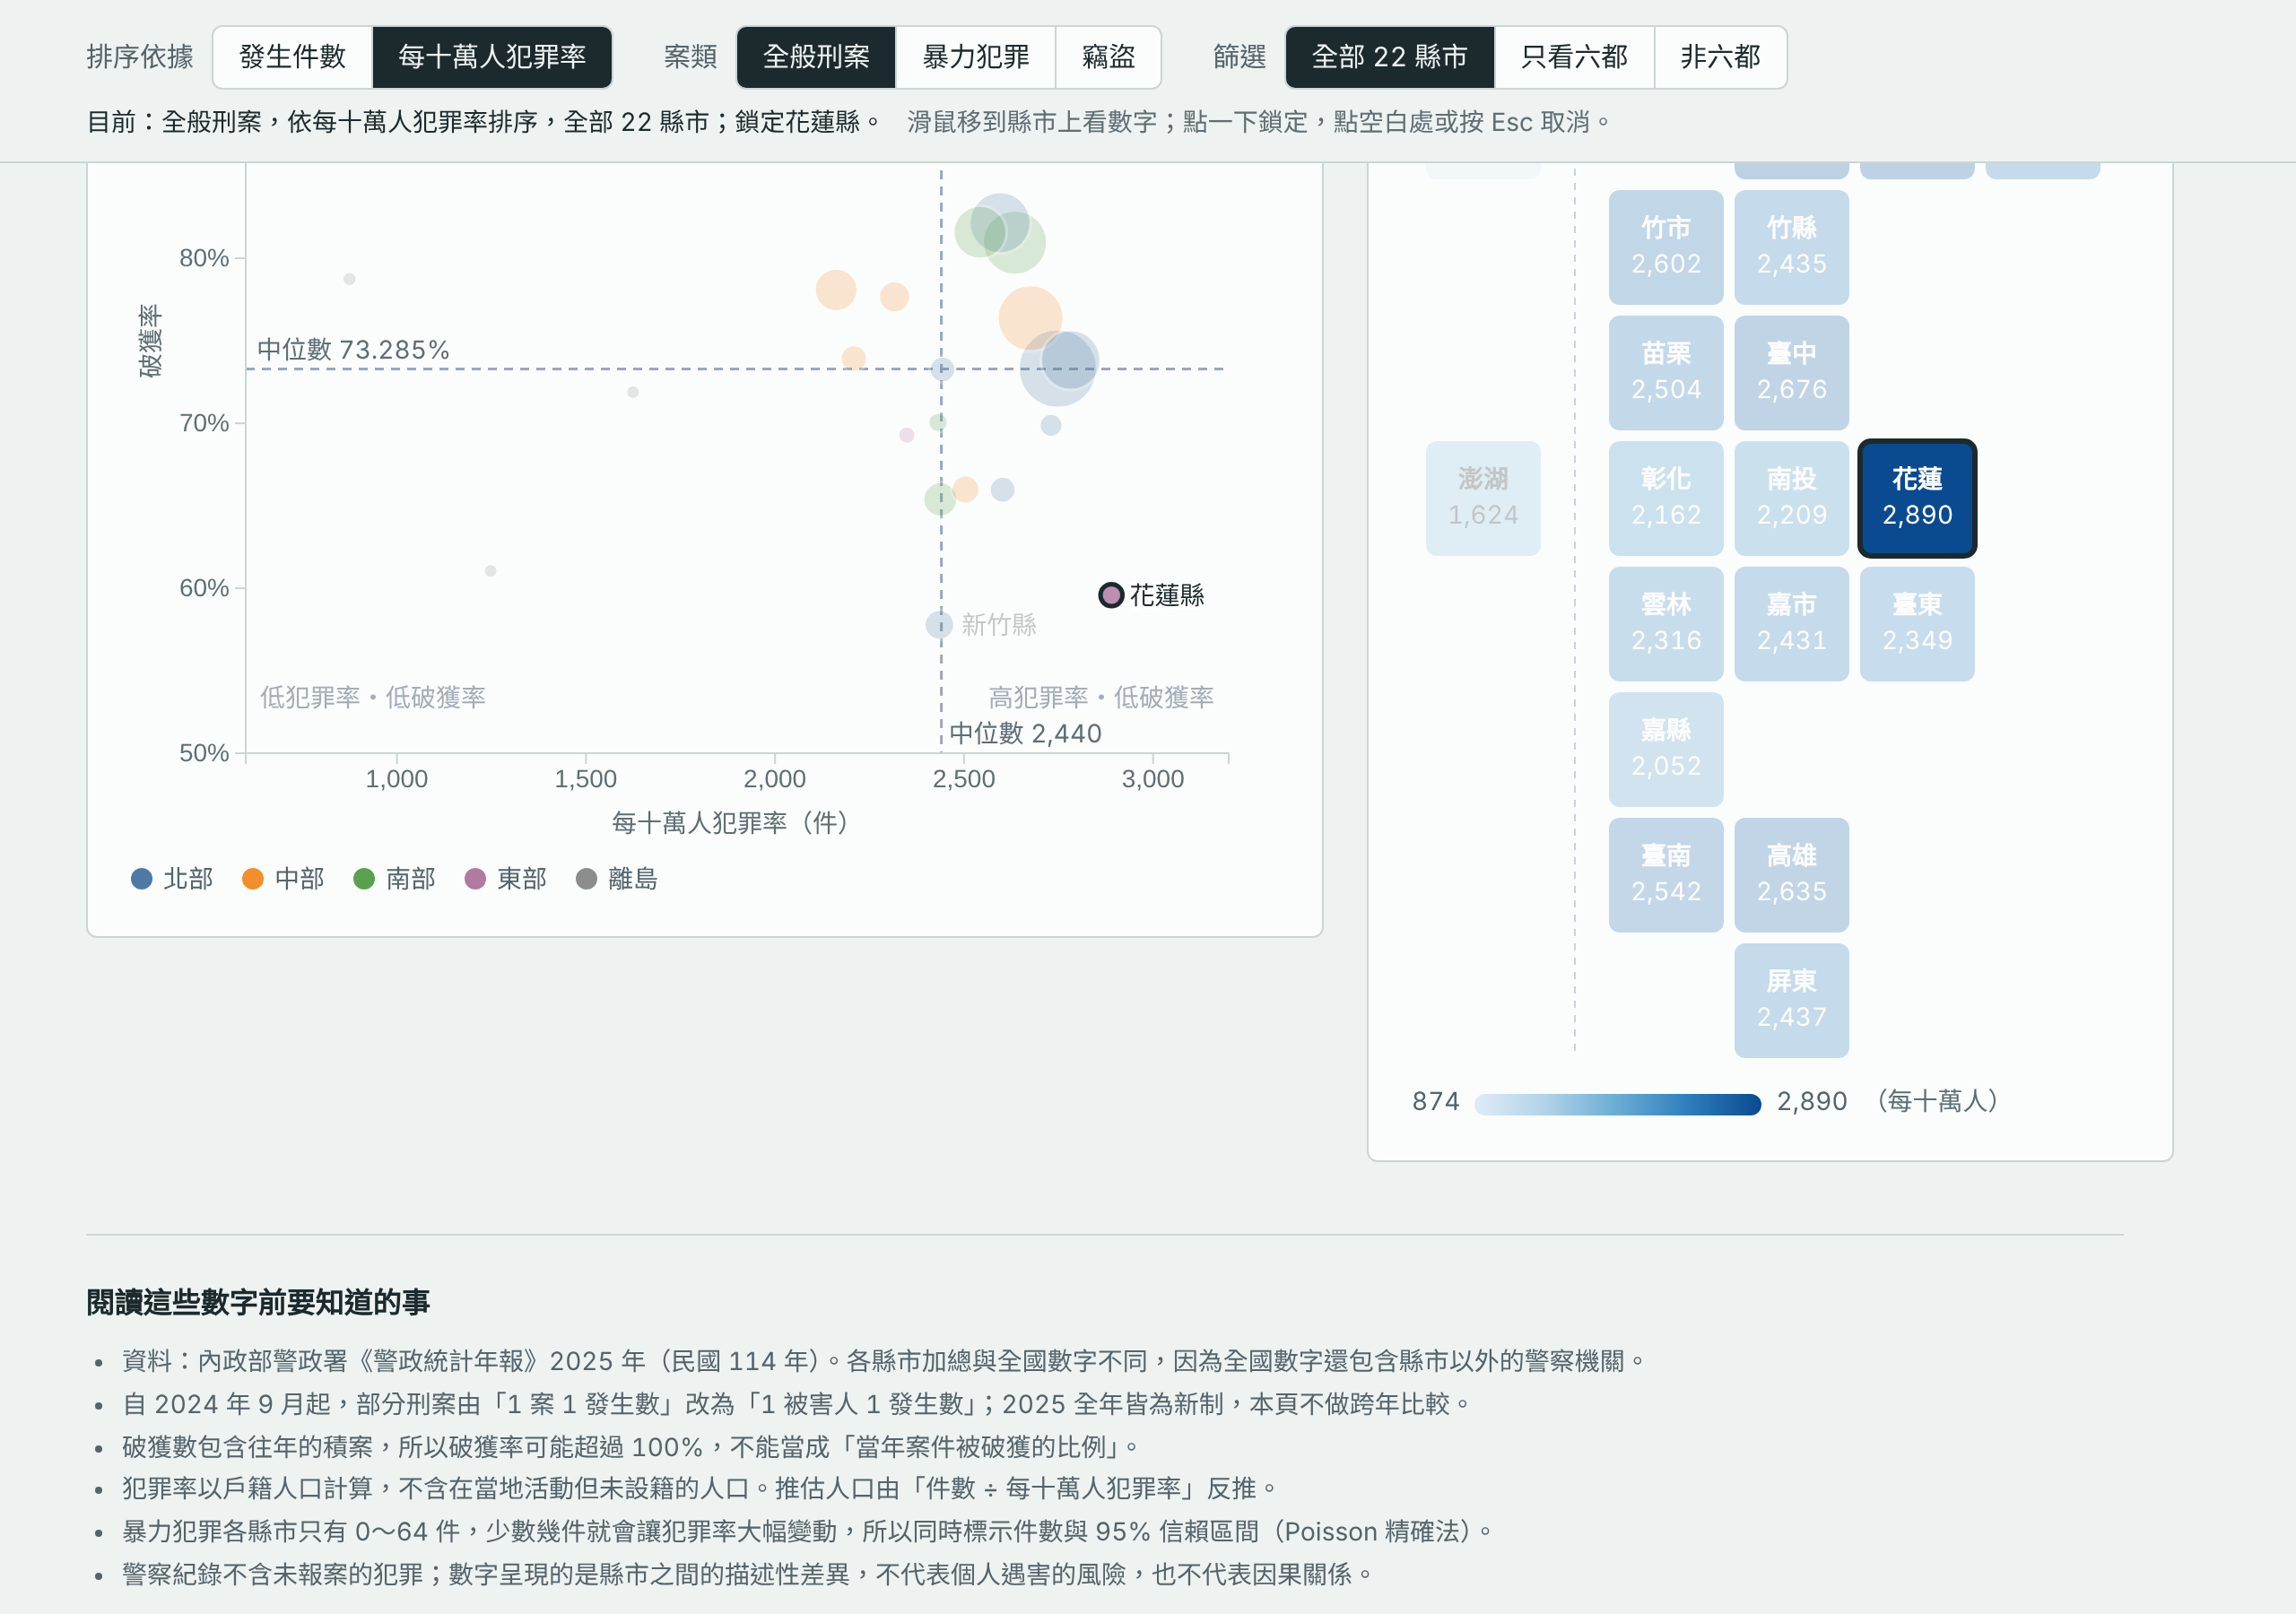 排序依據 發生件數 每十萬人犯罪率 案類 全般刑案 暴力犯罪 竊盜 篩選 全部 22 縣市 只看六都 非六都
目前：全般刑案，依每十萬人犯罪率排序，全部 22 縣市；鎖定花蓮縣。 滑鼠移到縣市上看數字；點一下鎖定，點空白處或按 Esc 取消。
80%
破獲率
中位數 73.285%
70%
60%
花蓮縣
新竹縣
低犯罪率・低破獲率
高犯罪率・低破獲率
中位數 2,440
50%
1,000 1,500 2,000 2,500 3,000
每十萬人犯罪率（件）
北部 中部 南部 東部 離島
竹市 竹縣
2,602 2,435
苗栗 臺中
2,504 2,676
澎湖 彰化 南投 花蓮
1,624 2,162 2,209 2,890
雲林 嘉市 臺東
2,316 2,431 2,349
嘉縣
2,052
臺南 高雄
2,542 2,635
屏東
2,437
874 2,890 （每十萬人）
閱讀這些數字前要知道的事
• 資料：內政部警政署《警政統計年報》2025 年（民國 114 年）。各縣市加總與全國數字不同，因為全國數字還包含縣市以外的警察機關。
• 自 2024 年 9 月起，部分刑案由「1 案 1 發生數」改為「1 被害人 1 發生數」；2025 全年皆為新制，本頁不做跨年比較。
• 破獲數包含往年的積案，所以破獲率可能超過 100%，不能當成「當年案件被破獲的比例」。
• 犯罪率以戶籍人口計算，不含在當地活動但未設籍的人口。推估人口由「件數 ÷ 每十萬人犯罪率」反推。
• 暴力犯罪各縣市只有 0～64 件，少數幾件就會讓犯罪率大幅變動，所以同時標示件數與 95% 信賴區間（Poisson 精確法）。
• 警察紀錄不含未報案的犯罪；數字呈現的是縣市之間的描述性差異，不代表個人遇害的風險，也不代表因果關係。